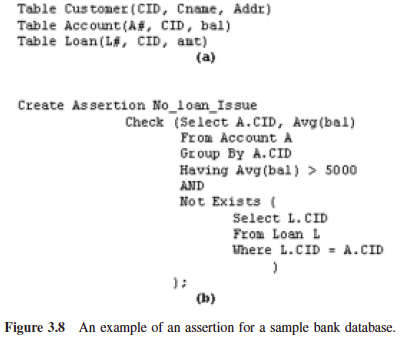 Table Customer(CID, Cname, Addr)
Table Account(A#, CID, bal)
Table Loan(L#, CID, amt)
(a)
Create Assertion No_loan_Issue
Check (Select A.CID, Avg(bal)
From Account A
Group By A.CID
Having Avg(bal) > 5000
AND
Not Exists (
Select L.CID
From Loan L
Where L.CID = A.CID
)
);
(b)
Figure 3.8 An example of an assertion for a sample bank database.